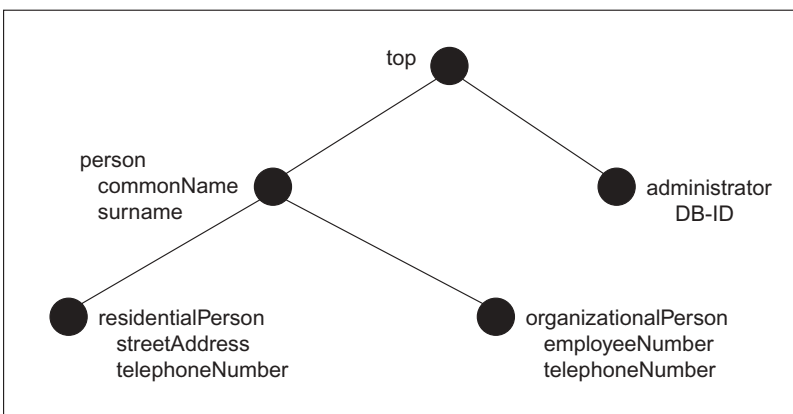 top
person
commonName
surname
administrator
DB-ID
residentialPerson
streetAddress
telephoneNumber
organizationalPerson
employeeNumber
telephoneNumber